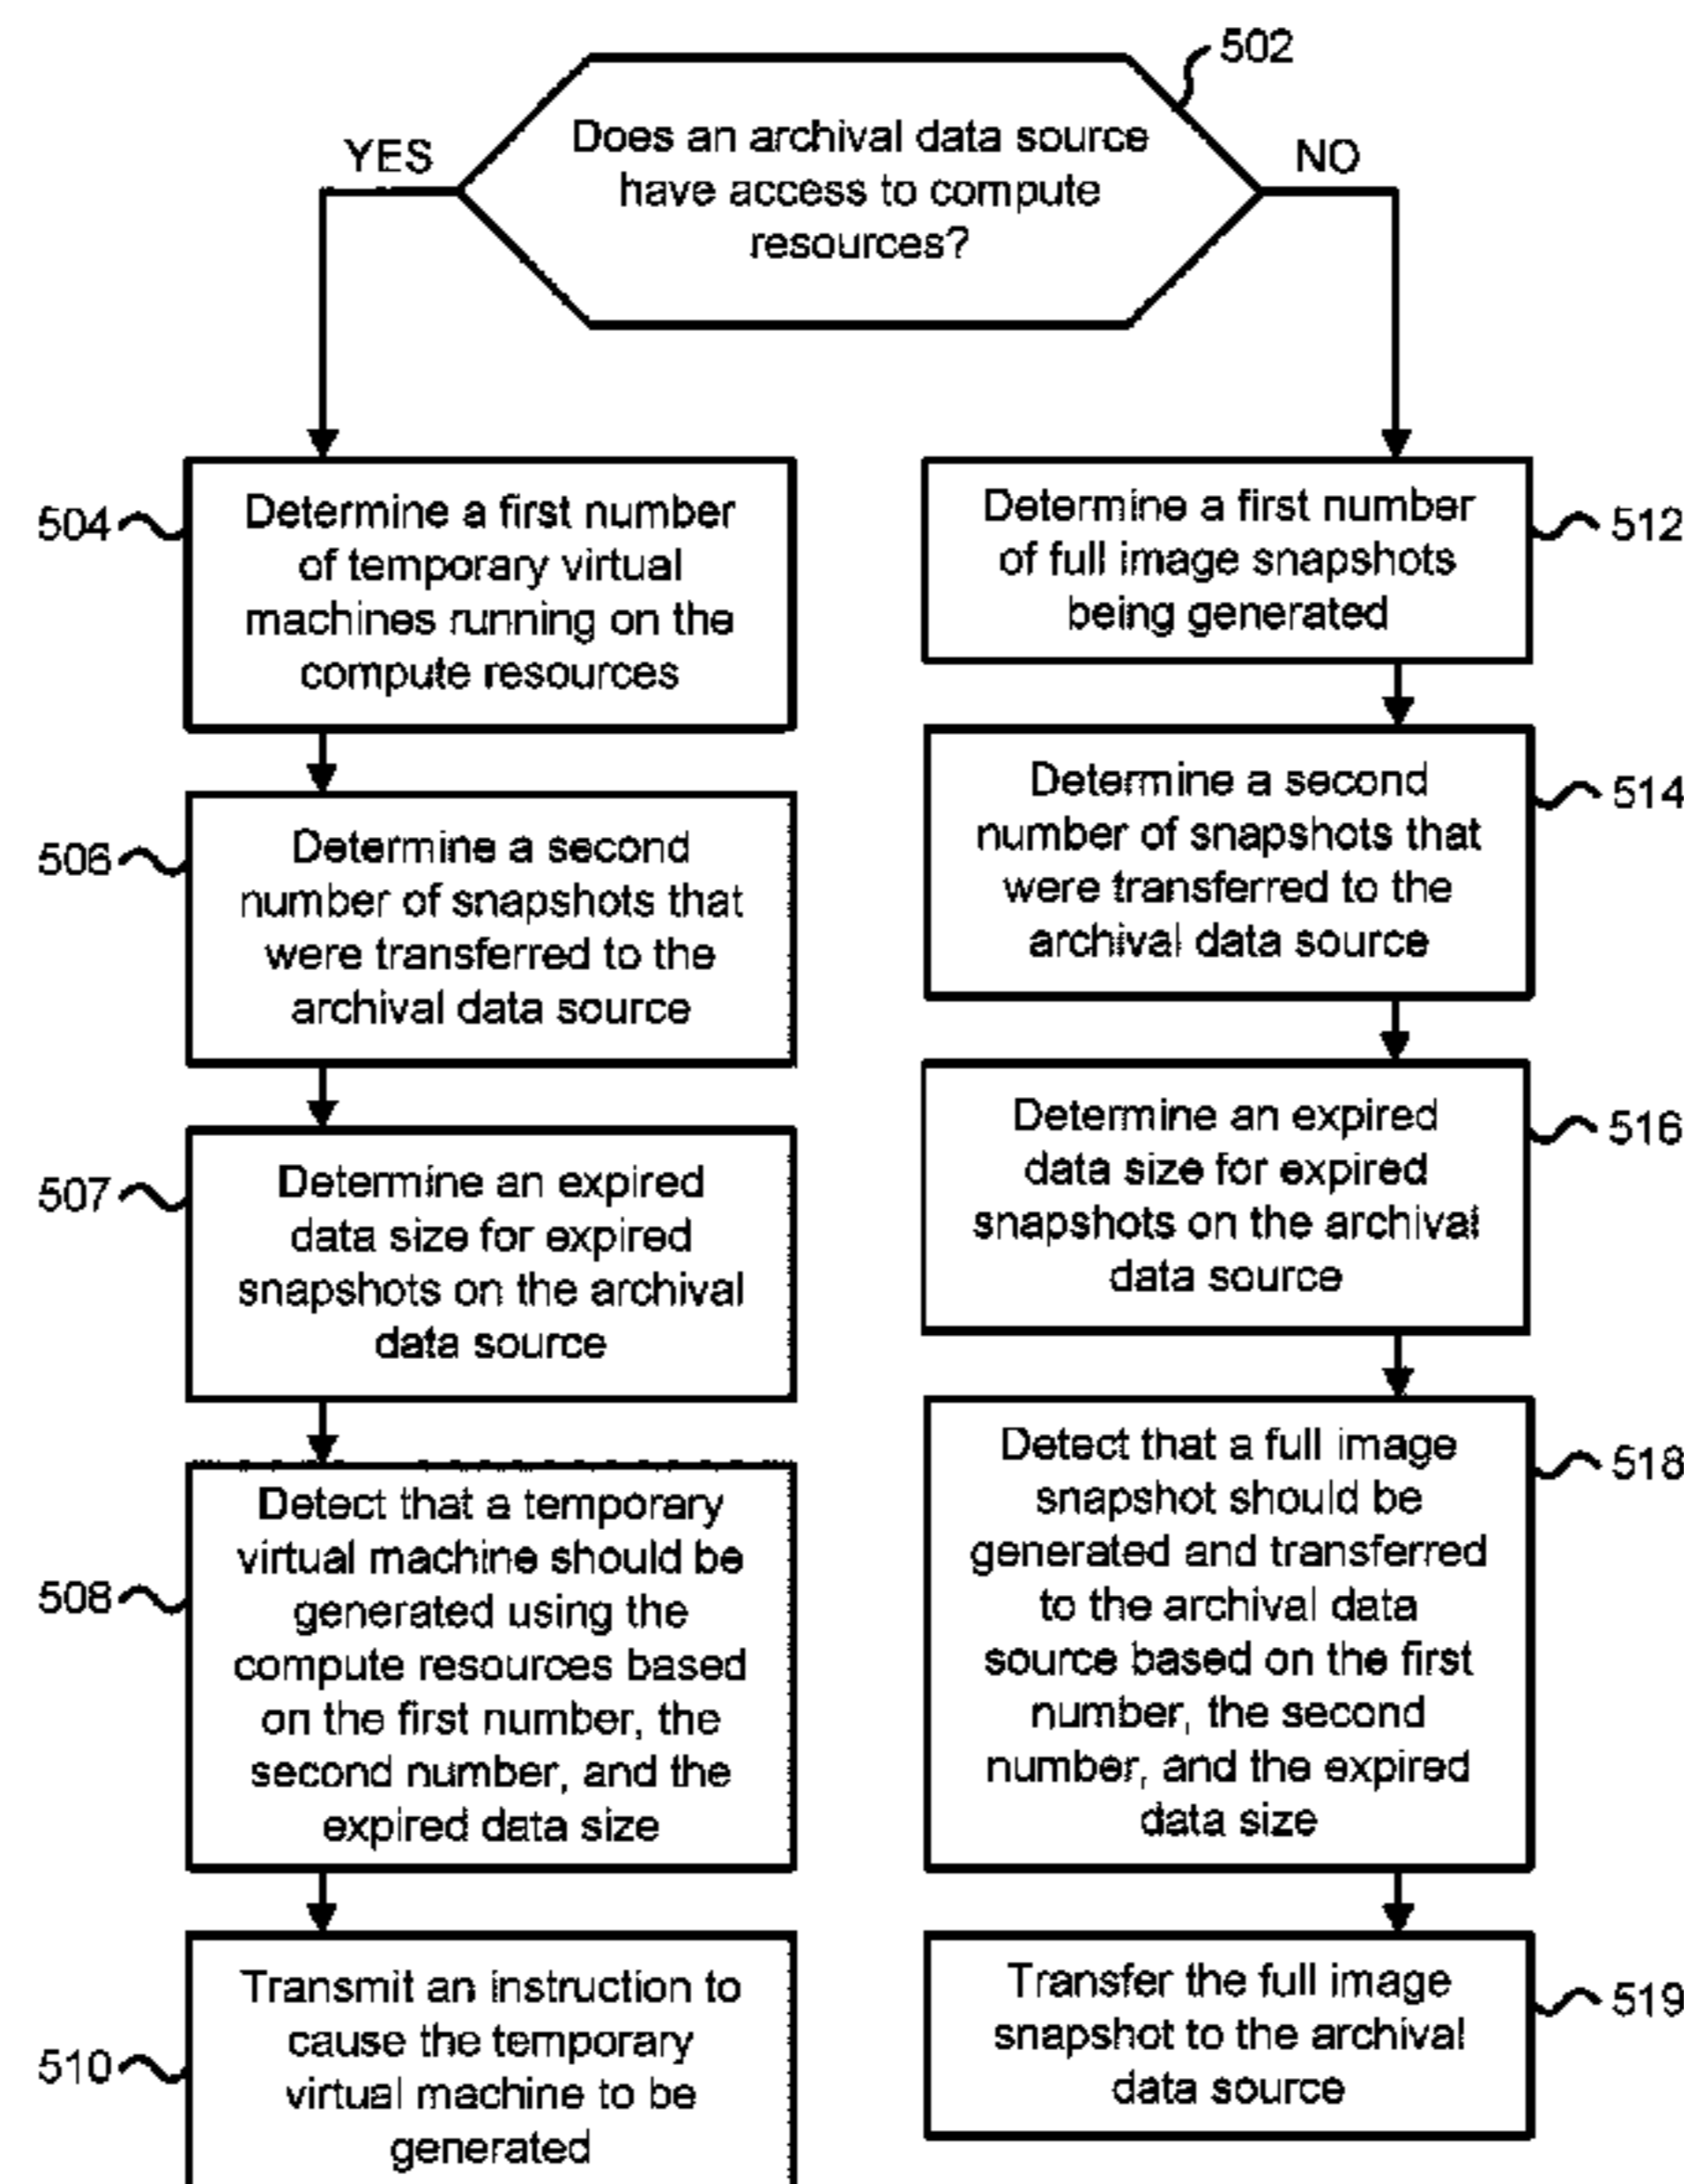 502
Does an archival data source
have access to compute
resources?
YES
NO
504
Determine a first number
of temporary virtual
machines running on the
compute resources
506
Determine a second
number of snapshots that
were transferred to the
archival data source
507
Determine an expired
data size for expired
snapshots on the archival
data source
508
Detect that a temporary
virtual machine should be
generated using the
compute resources based
on the first number, the
second number, and the
expired data size
510
Transmit an instruction to
cause the temporary
virtual machine to be
generated
Determine a first number
of full image snapshots
being generated
512
Determine a second
number of snapshots that
were transferred to the
archival data source
514
Determine an expired
data size for expired
snapshots on the archival
data source
516
Detect that a full image
snapshot should be
generated and transferred
to the archival data
source based on the first
number, the second
number, and the expired
data size
518
Transfer the full image
snapshot to the archival
data source
519